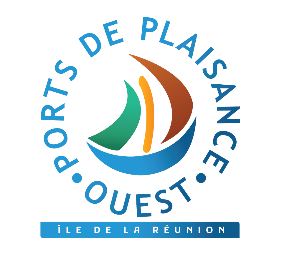 PORTS DE PLAISANCE
• OUEST •
ÎLE DE LA RÉUNION